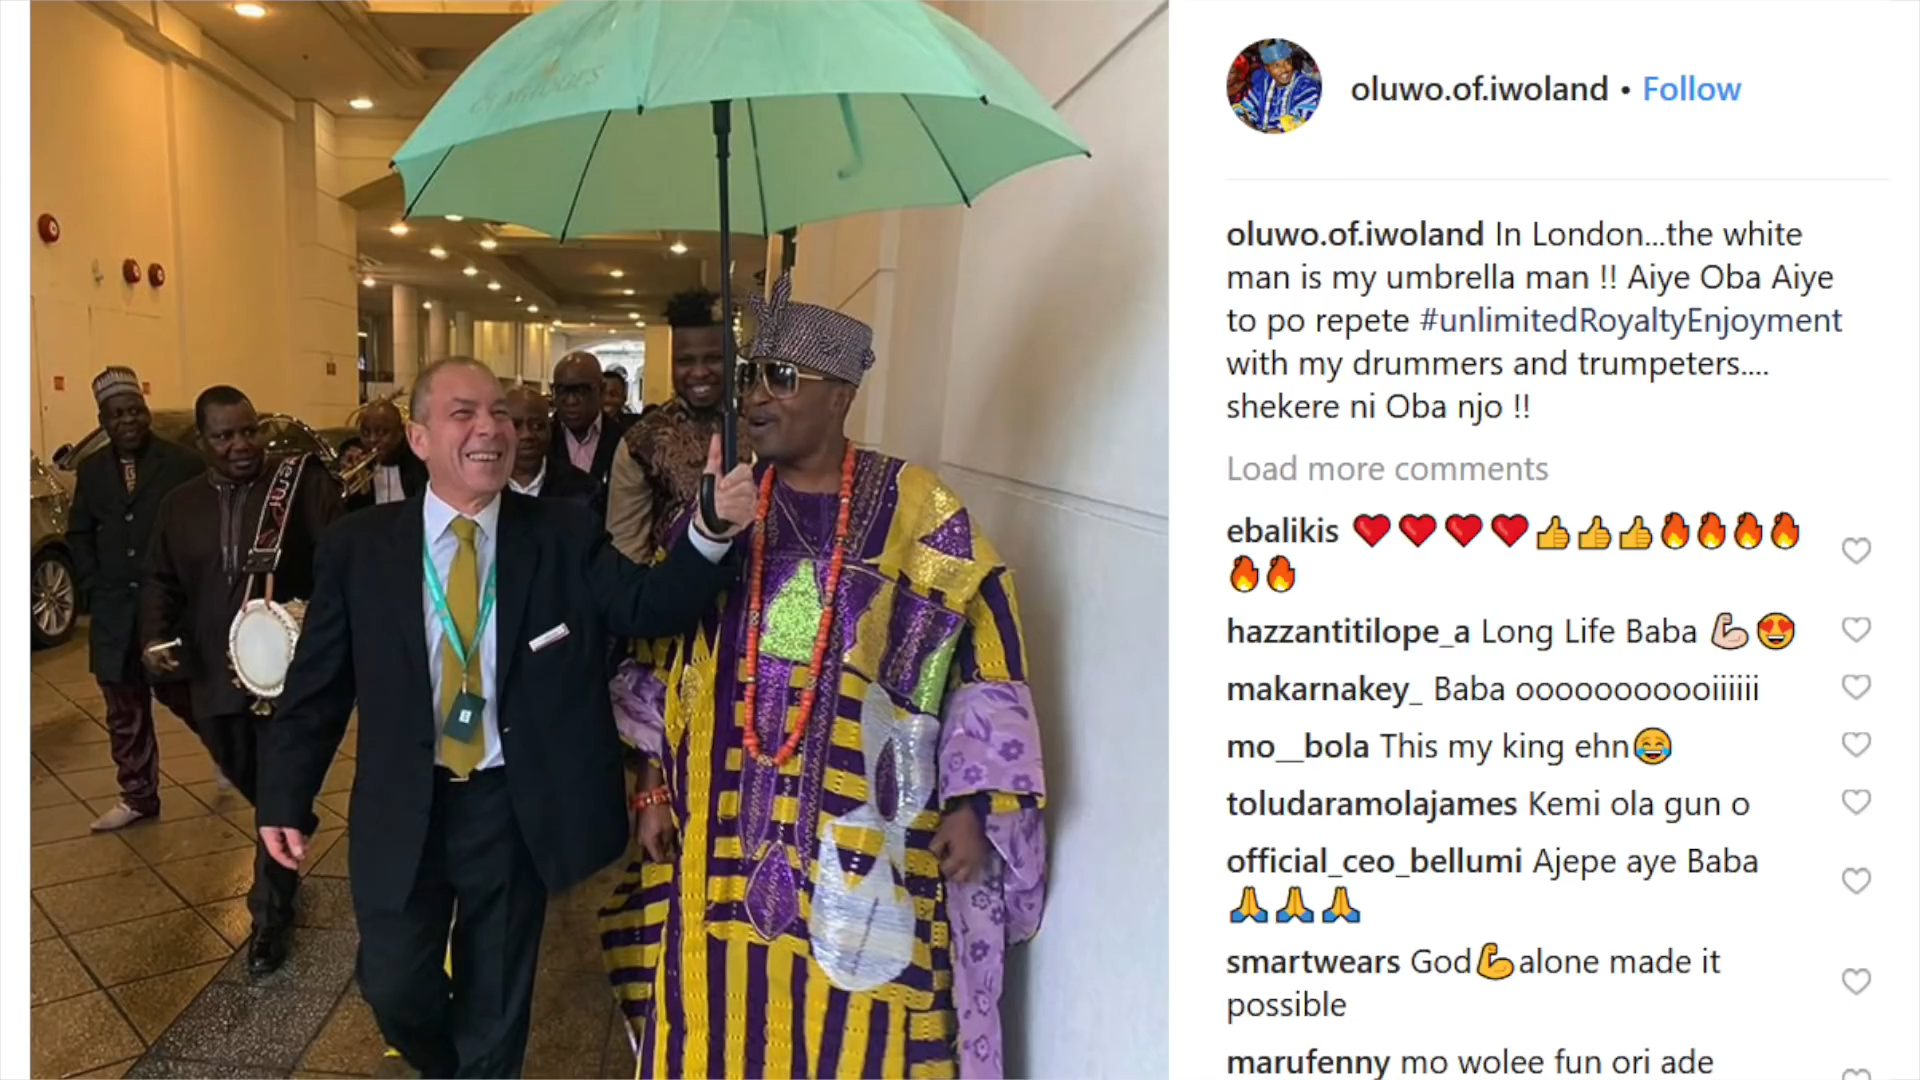 CLARIDGE'S
oluwo.of.iwoland • Follow
oluwo.of.iwoland In London...the white
man is my umbrella man !! Aiye Oba Aiye
to po repete #unlimitedRoyaltyEnjoyment
with my drummers and trumpeters....
shekere ni Oba njo !!
Load more comments
ebalikis ❤❤❤❤👍👍👍🔥🔥🔥🔥
🔥🔥
hazzantitilope_a Long Life Baba 💪🏻😍
makarnakey_ Baba ooooooooooiiiiii
mo__bola This my king ehn😂
toludaramolajames Kemi ola gun o
official_ceo_bellumi Ajepe aye Baba
🙏🙏🙏
smartwears God💪alone made it
possible
marufenny mo wolee fun ori ade